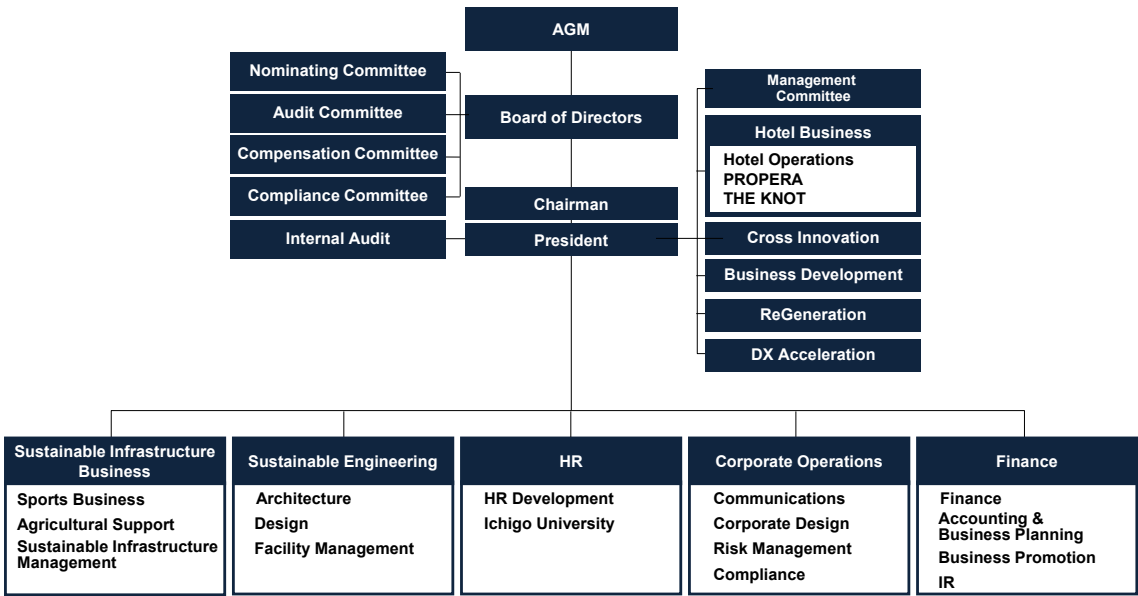 AGM
Nominating Committee
Audit Committee
Compensation Committee
Compliance Committee
Internal Audit
Board of Directors
Chairman
President
Management
Committee
Hotel Business
Hotel Operations
PROPERA
THE KNOT
Cross Innovation
Business Development
ReGeneration
DX Acceleration
Sustainable Infrastructure
Business
Sports Business
Agricultural Support
Sustainable Infrastructure
Management
Sustainable Engineering
Architecture
Design
Facility Management
HR
HR Development
Ichigo University
Corporate Operations
Communications
Corporate Design
Risk Management
Compliance
Finance
Finance
Accounting &
Business Planning
Business Promotion
IR